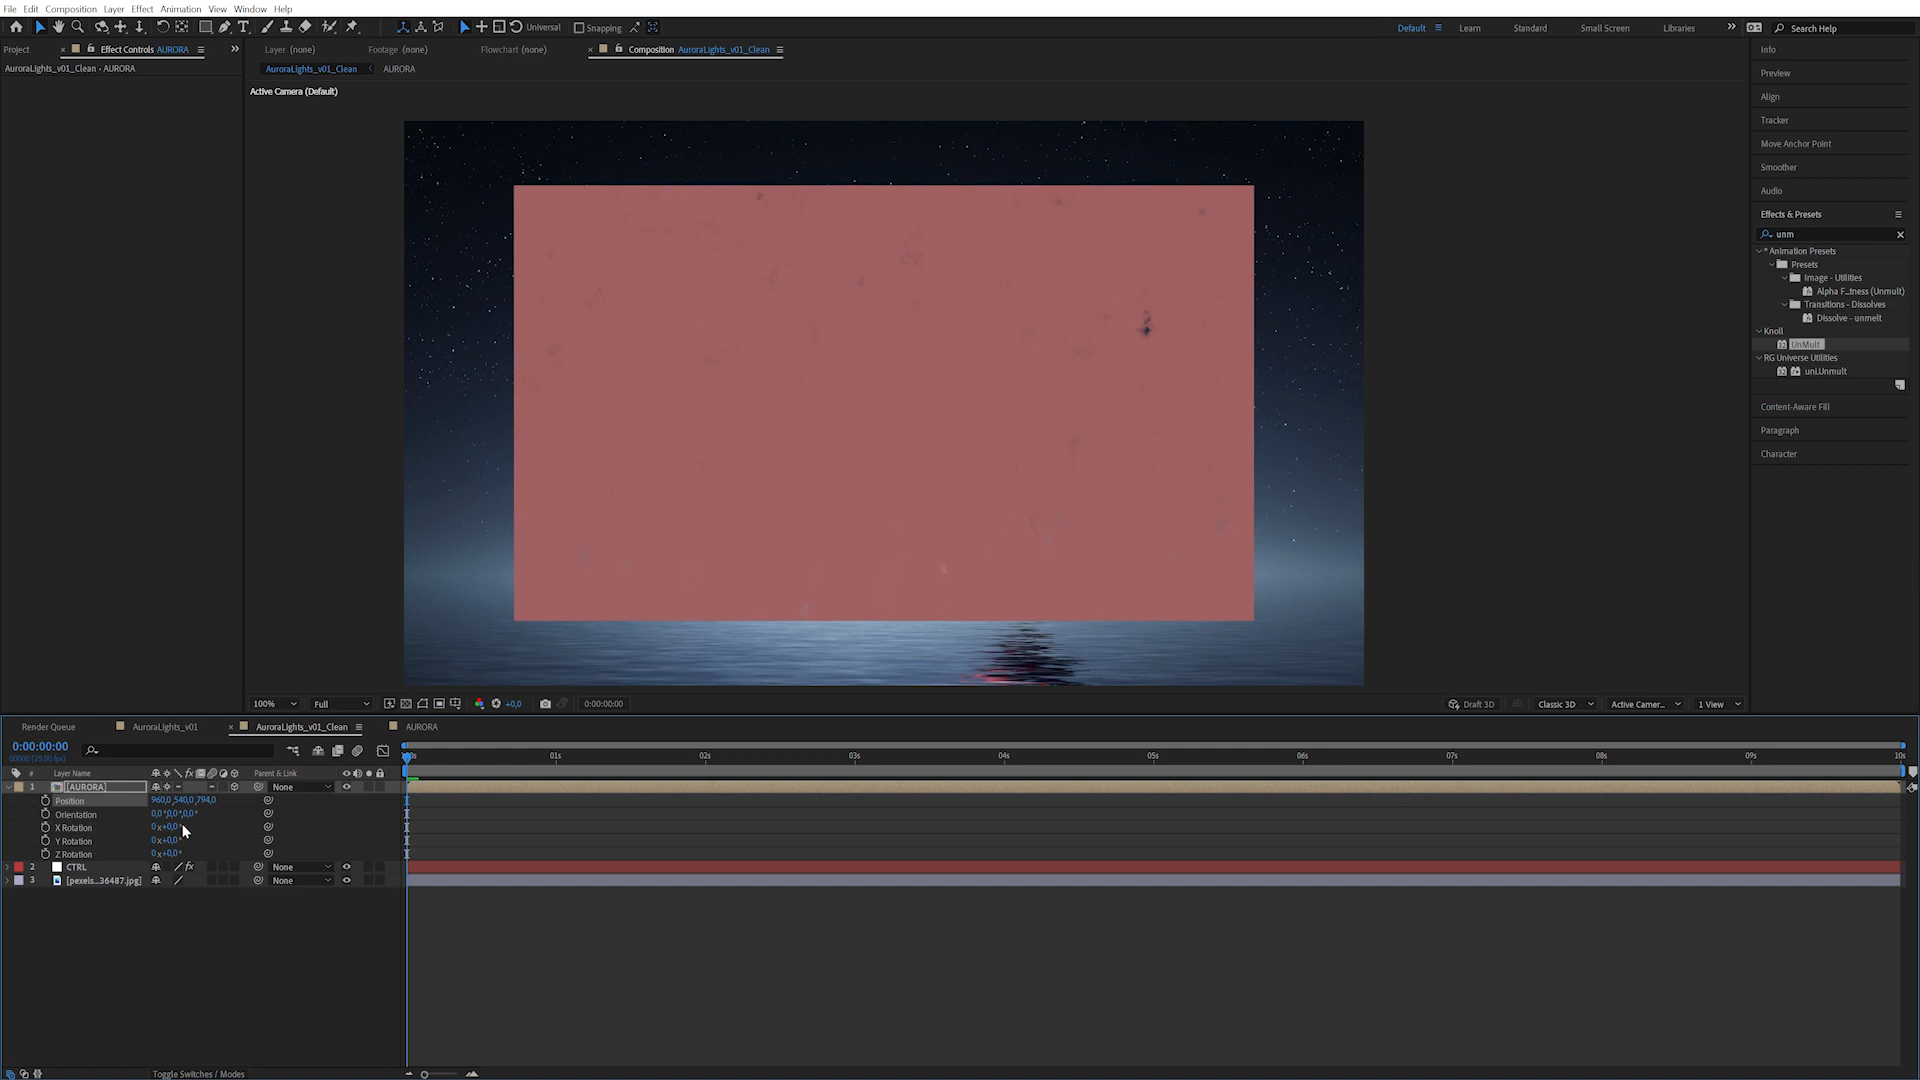 File Edit Composition Layer Effect Animation View Window Help
Universal Snapping Default Learn Standard Small Screen Libraries Search Help
Project Effect Controls AURORA Layer (none) Footage (none) Flowchart (none) Composition AuroraLights_v01_Clean Info
AuroraLights_v01_Clean · AURORA AuroraLights_v01_Clean AURORA
Preview
Active Camera (Default)
Align
Tracker
Move Anchor Point
Smoother
Audio
Effects & Presets
unm
* Animation Presets
Presets
Image - Utilities
Alpha F...tness (Unmult)
Transitions - Dissolves
Dissolve - unmelt
Knoll
UnMult
RG Universe Utilities
uni.Unmult
Content-Aware Fill
Paragraph
Character
100% Full +0,0 0:00:00:00 Draft 3D Classic 3D Active Camer... 1 View
Render Queue AuroraLights_v01 AuroraLights_v01_Clean AURORA
0:00:00:00
00000 (25.00 fps)
01s 02s 03s 04s 05s 06s 07s 08s 09s 10s
# Layer Name Parent & Link
1 [AURORA] None
Position 960,0,540,0,794,0
Orientation 0,0°,0,0°,0,0°
X Rotation 0x+0,0°
Y Rotation 0x+0,0°
Z Rotation 0x+0,0°
2 CTRL None
3 [pexels...36487.jpg] None
Toggle Switches / Modes